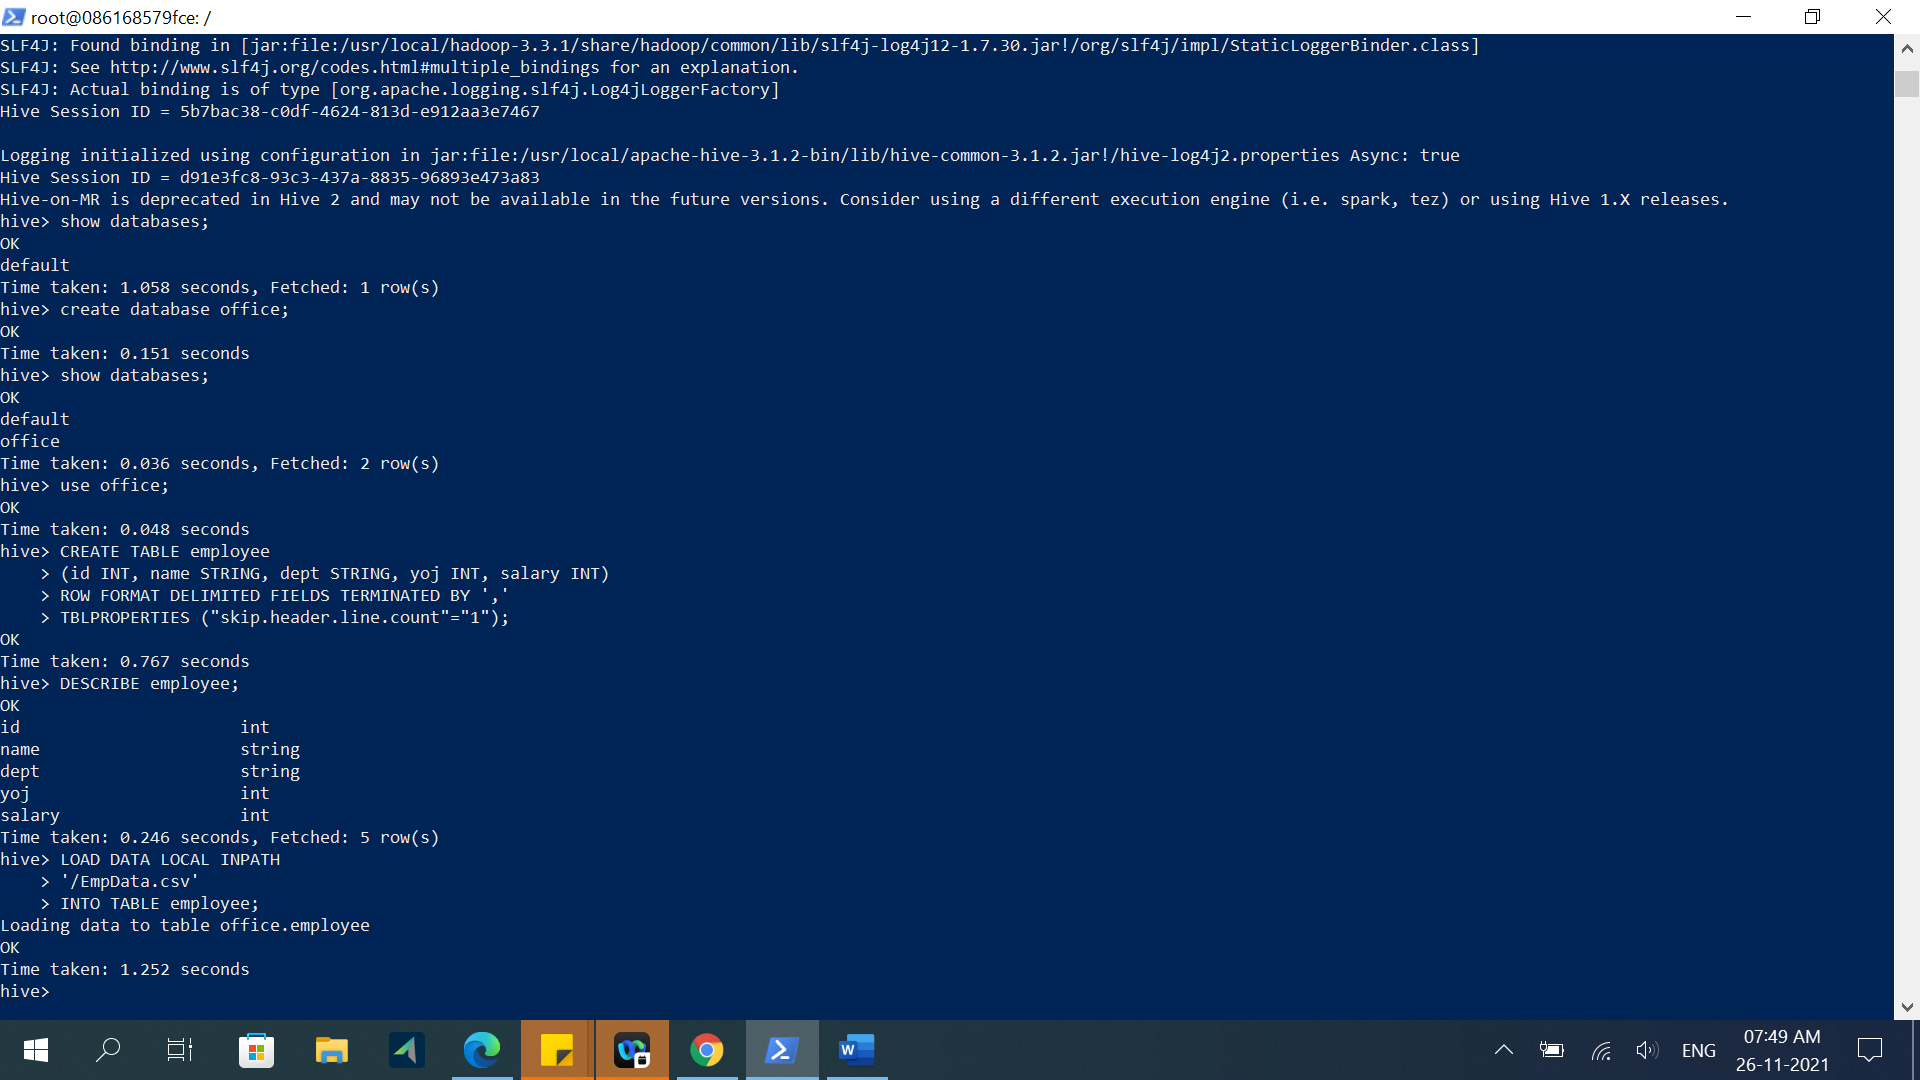 root@086168579fce: /
SLF4J: Found binding in [jar:file:/usr/local/hadoop-3.3.1/share/hadoop/common/lib/slf4j-log4j12-1.7.30.jar!/org/slf4j/impl/StaticLoggerBinder.class]
SLF4J: See http://www.slf4j.org/codes.html#multiple_bindings for an explanation.
SLF4J: Actual binding is of type [org.apache.logging.slf4j.Log4jLoggerFactory]
Hive Session ID = 5b7bac38-c0df-4624-813d-e912aa3e7467
Logging initialized using configuration in jar:file:/usr/local/apache-hive-3.1.2-bin/lib/hive-common-3.1.2.jar!/hive-log4j2.properties Async: true
Hive Session ID = d91e3fc8-93c3-437a-8835-96893e473a83
Hive-on-MR is deprecated in Hive 2 and may not be available in the future versions. Consider using a different execution engine (i.e. spark, tez) or using Hive 1.X releases.
hive> show databases;
OK
default
Time taken: 1.058 seconds, Fetched: 1 row(s)
hive> create database office;
OK
Time taken: 0.151 seconds
hive> show databases;
OK
default
office
Time taken: 0.036 seconds, Fetched: 2 row(s)
hive> use office;
OK
Time taken: 0.048 seconds
hive> CREATE TABLE employee
    > (id INT, name STRING, dept STRING, yoj INT, salary INT)
    > ROW FORMAT DELIMITED FIELDS TERMINATED BY ','
    > TBLPROPERTIES ("skip.header.line.count"="1");
OK
Time taken: 0.767 seconds
hive> DESCRIBE employee;
OK
id                      int
name                    string
dept                    string
yoj                     int
salary                  int
Time taken: 0.246 seconds, Fetched: 5 row(s)
hive> LOAD DATA LOCAL INPATH
    > '/EmpData.csv'
    > INTO TABLE employee;
Loading data to table office.employee
OK
Time taken: 1.252 seconds
hive>
W
ENG
07:49 AM
26-11-2021